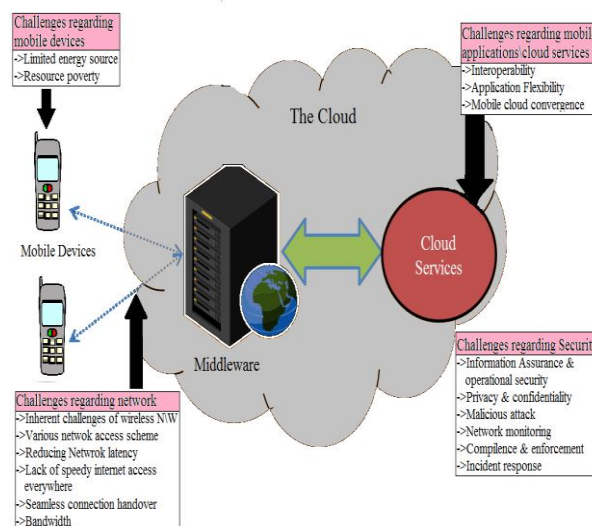 Challenges regarding
mobile devices
->Limited energy source
->Resource poverty
Challenges regarding mobil
applications\cloud services
->Interoperability
->Application Flexibility
->Mobile cloud convergence
The Cloud
Mobile Devices
Cloud
Services
Middleware
Challenges regarding network
->Inherent challenges of wireless N\W
->Various netwok access scheme
->Reducing Netwrok latency
->Lack of speedy internet access
everywhere
->Seamless connection handover
->Bandwidth
Challenges regarding Securit
->Information Assurance &
operational security
->Privacy & confidentiality
->Malicious attack
->Network monitoring
->Compilence & enforcement
->Incident response